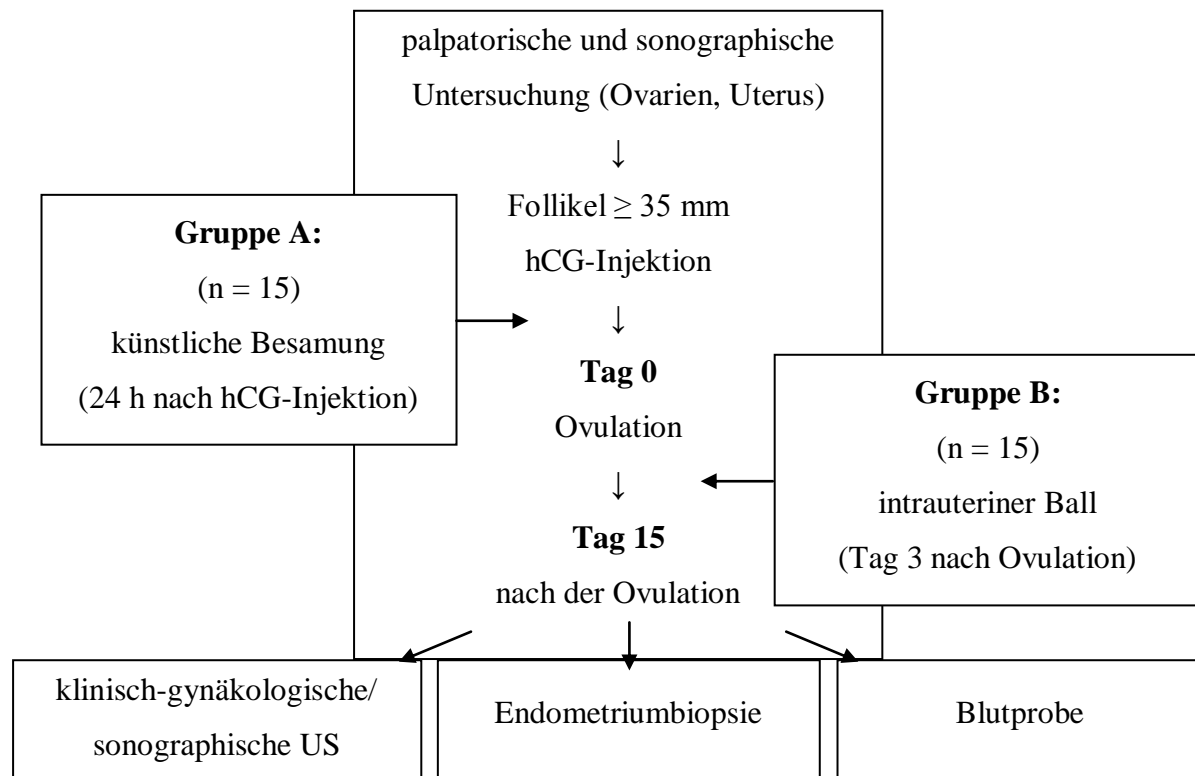 palpatorische und sonographische
Untersuchung (Ovarien, Uterus)
↓
Follikel ≥ 35 mm
hCG-Injektion
↓
Gruppe A:
(n = 15)
künstliche Besamung
(24 h nach hCG-Injektion)
Tag 0
Ovulation
↓
Gruppe B:
(n = 15)
intrauteriner Ball
(Tag 3 nach Ovulation)
Tag 15
nach der Ovulation
klinisch-gynäkologische/
sonographische US
Endometriumbiopsie
Blutprobe